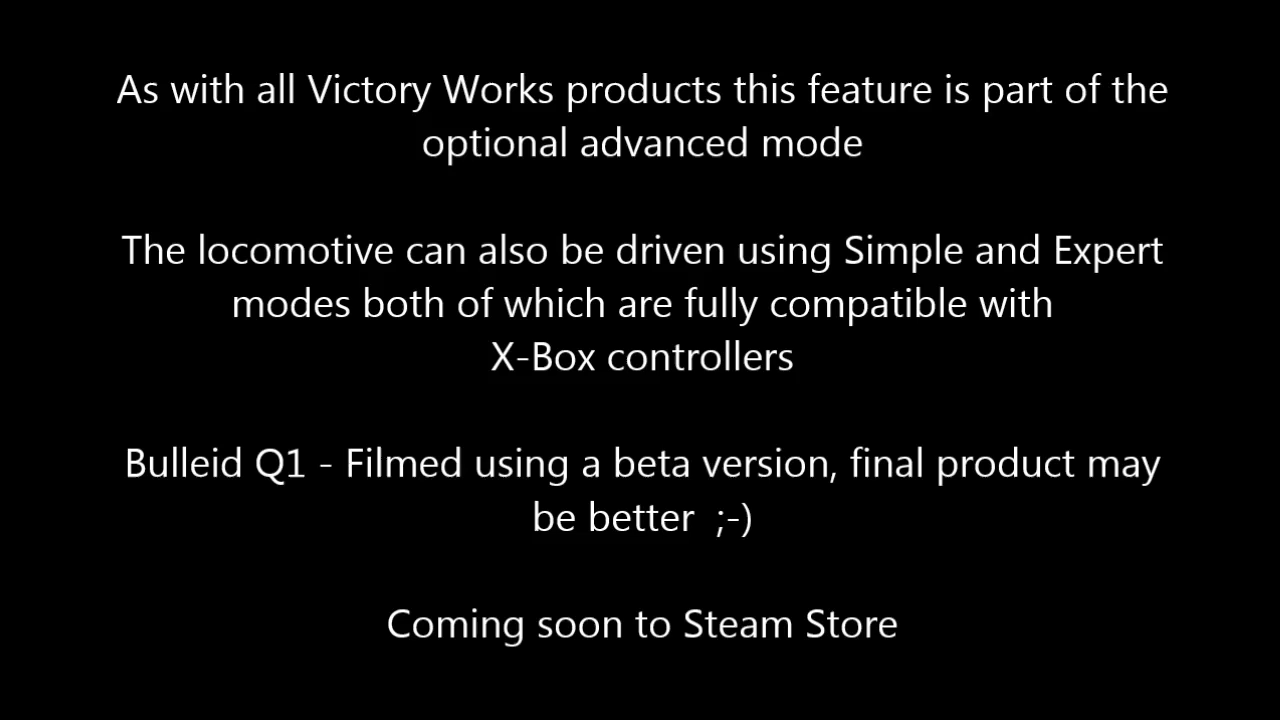 As with all Victory Works products this feature is part of the
optional advanced mode
The locomotive can also be driven using Simple and Expert
modes both of which are fully compatible with
X-Box controllers
Bulleid Q1 - Filmed using a beta version, final product may
be better  ;-)
Coming soon to Steam Store